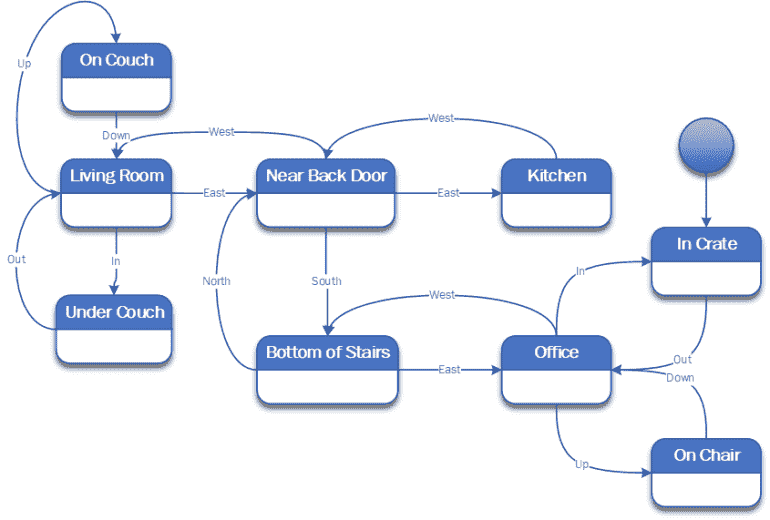 On Couch
Up
Down
West
West
Living Room
East
Near Back Door
East
Kitchen
In Crate
Out
In
North
South
In
West
Under Couch
Bottom of Stairs
East
Office
Out
Down
Up
On Chair